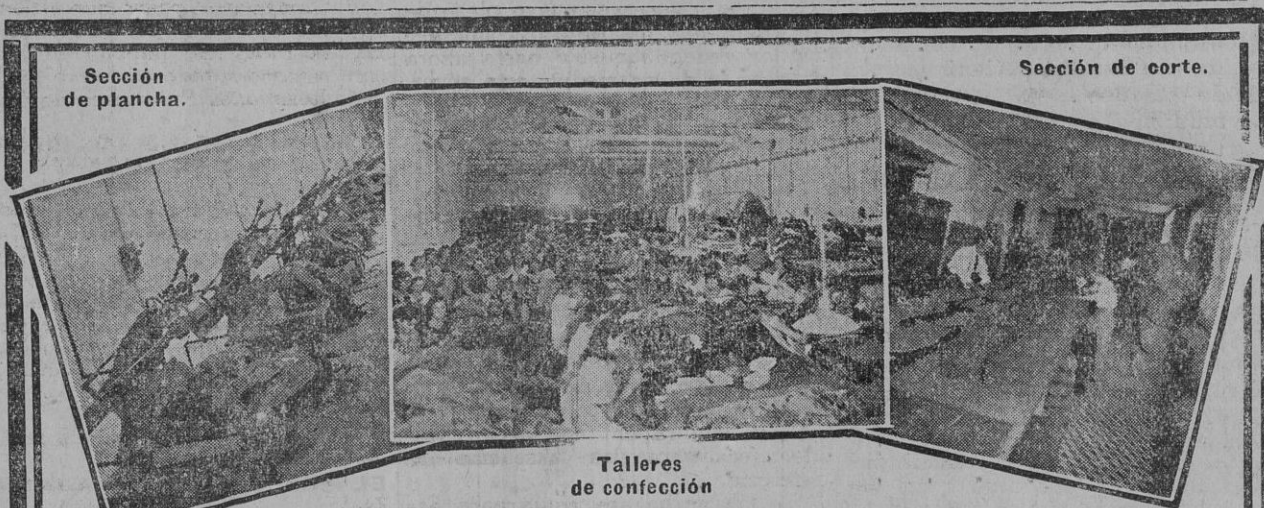 Sección
de plancha.
Sección de corte.
Talleres
de confección